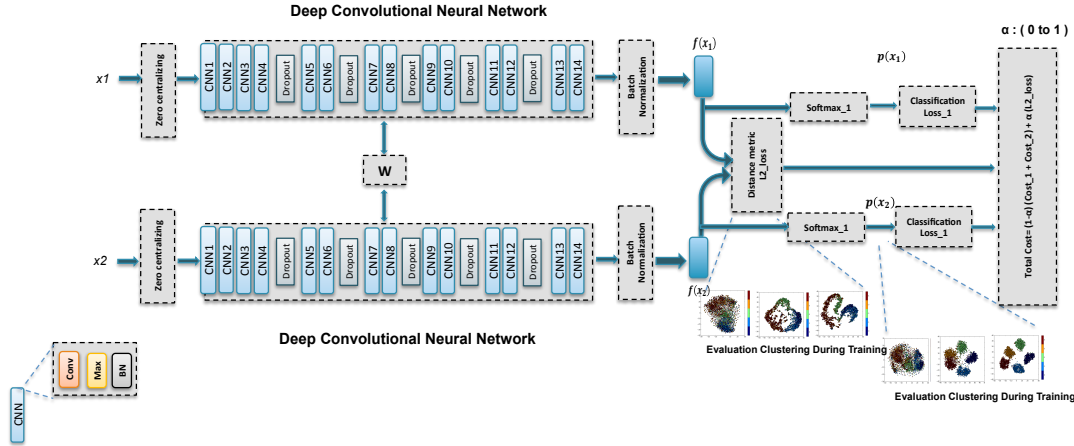 Deep Convolutional Neural Network
α : ( 0 to 1 )
x1
Zero centralizing
CNN1
CNN2
CNN3
CNN4
Dropout
CNN5
CNN6
Dropout
CNN7
CNN8
Dropout
CNN9
CNN10
Dropout
CNN11
CNN12
Dropout
CNN13
CNN14
Batch
Normalization
f(x₁)
p(x₁)
Softmax_1
Classification
Loss_1
W
Distance metric
L2_loss
Total Cost= (1-α) (Cost_1 + Cost_2) + α (L2_loss)
x2
Zero centralizing
CNN1
CNN2
CNN3
CNN4
Dropout
CNN5
CNN6
Dropout
CNN7
CNN8
Dropout
CNN9
CNN10
Dropout
CNN11
CNN12
Dropout
CNN13
CNN14
Batch
Normalization
f(x₂)
p(x₂)
Softmax_1
Classification
Loss_1
Deep Convolutional Neural Network
Evaluation Clustering During Training
Evaluation Clustering During Training
Conv
Max
BN
CNN